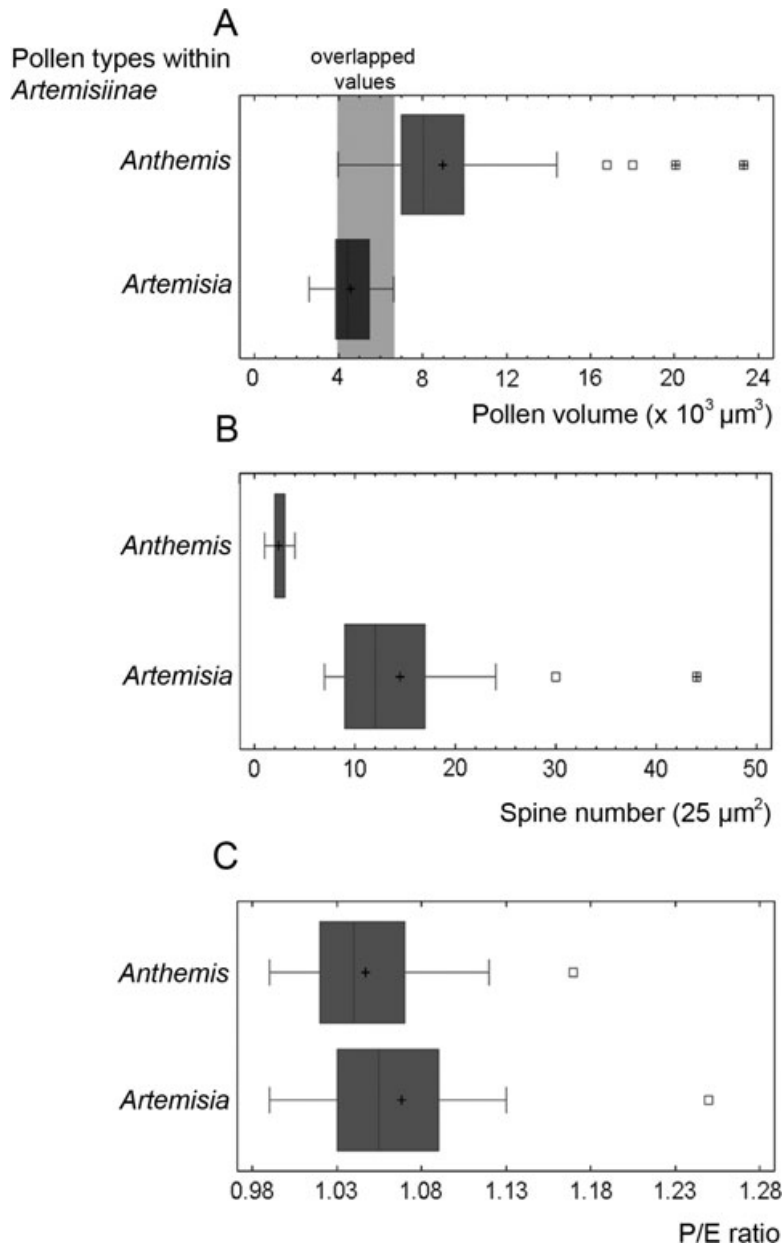 A
Pollen types within
Artemisiinae
overlapped
values
Anthemis
Artemisia
0 4 8 12 16 20 24
Pollen volume (x 10³ µm³)
B
Anthemis
Artemisia
0 10 20 30 40 50
Spine number (25 µm²)
C
Anthemis
Artemisia
0.98 1.03 1.08 1.13 1.18 1.23 1.28
P/E ratio